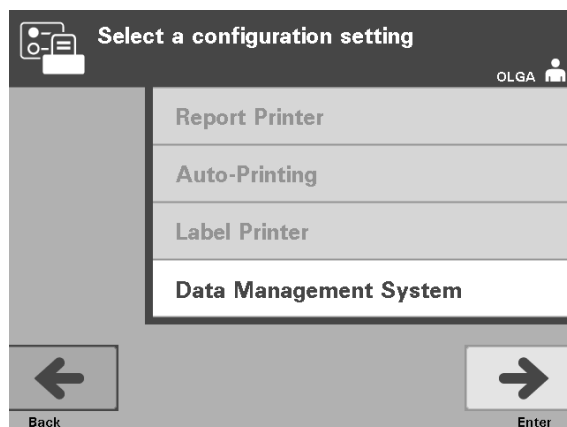 Select a configuration setting
OLGA
Report Printer
Auto-Printing
Label Printer
Data Management System
Back
Enter